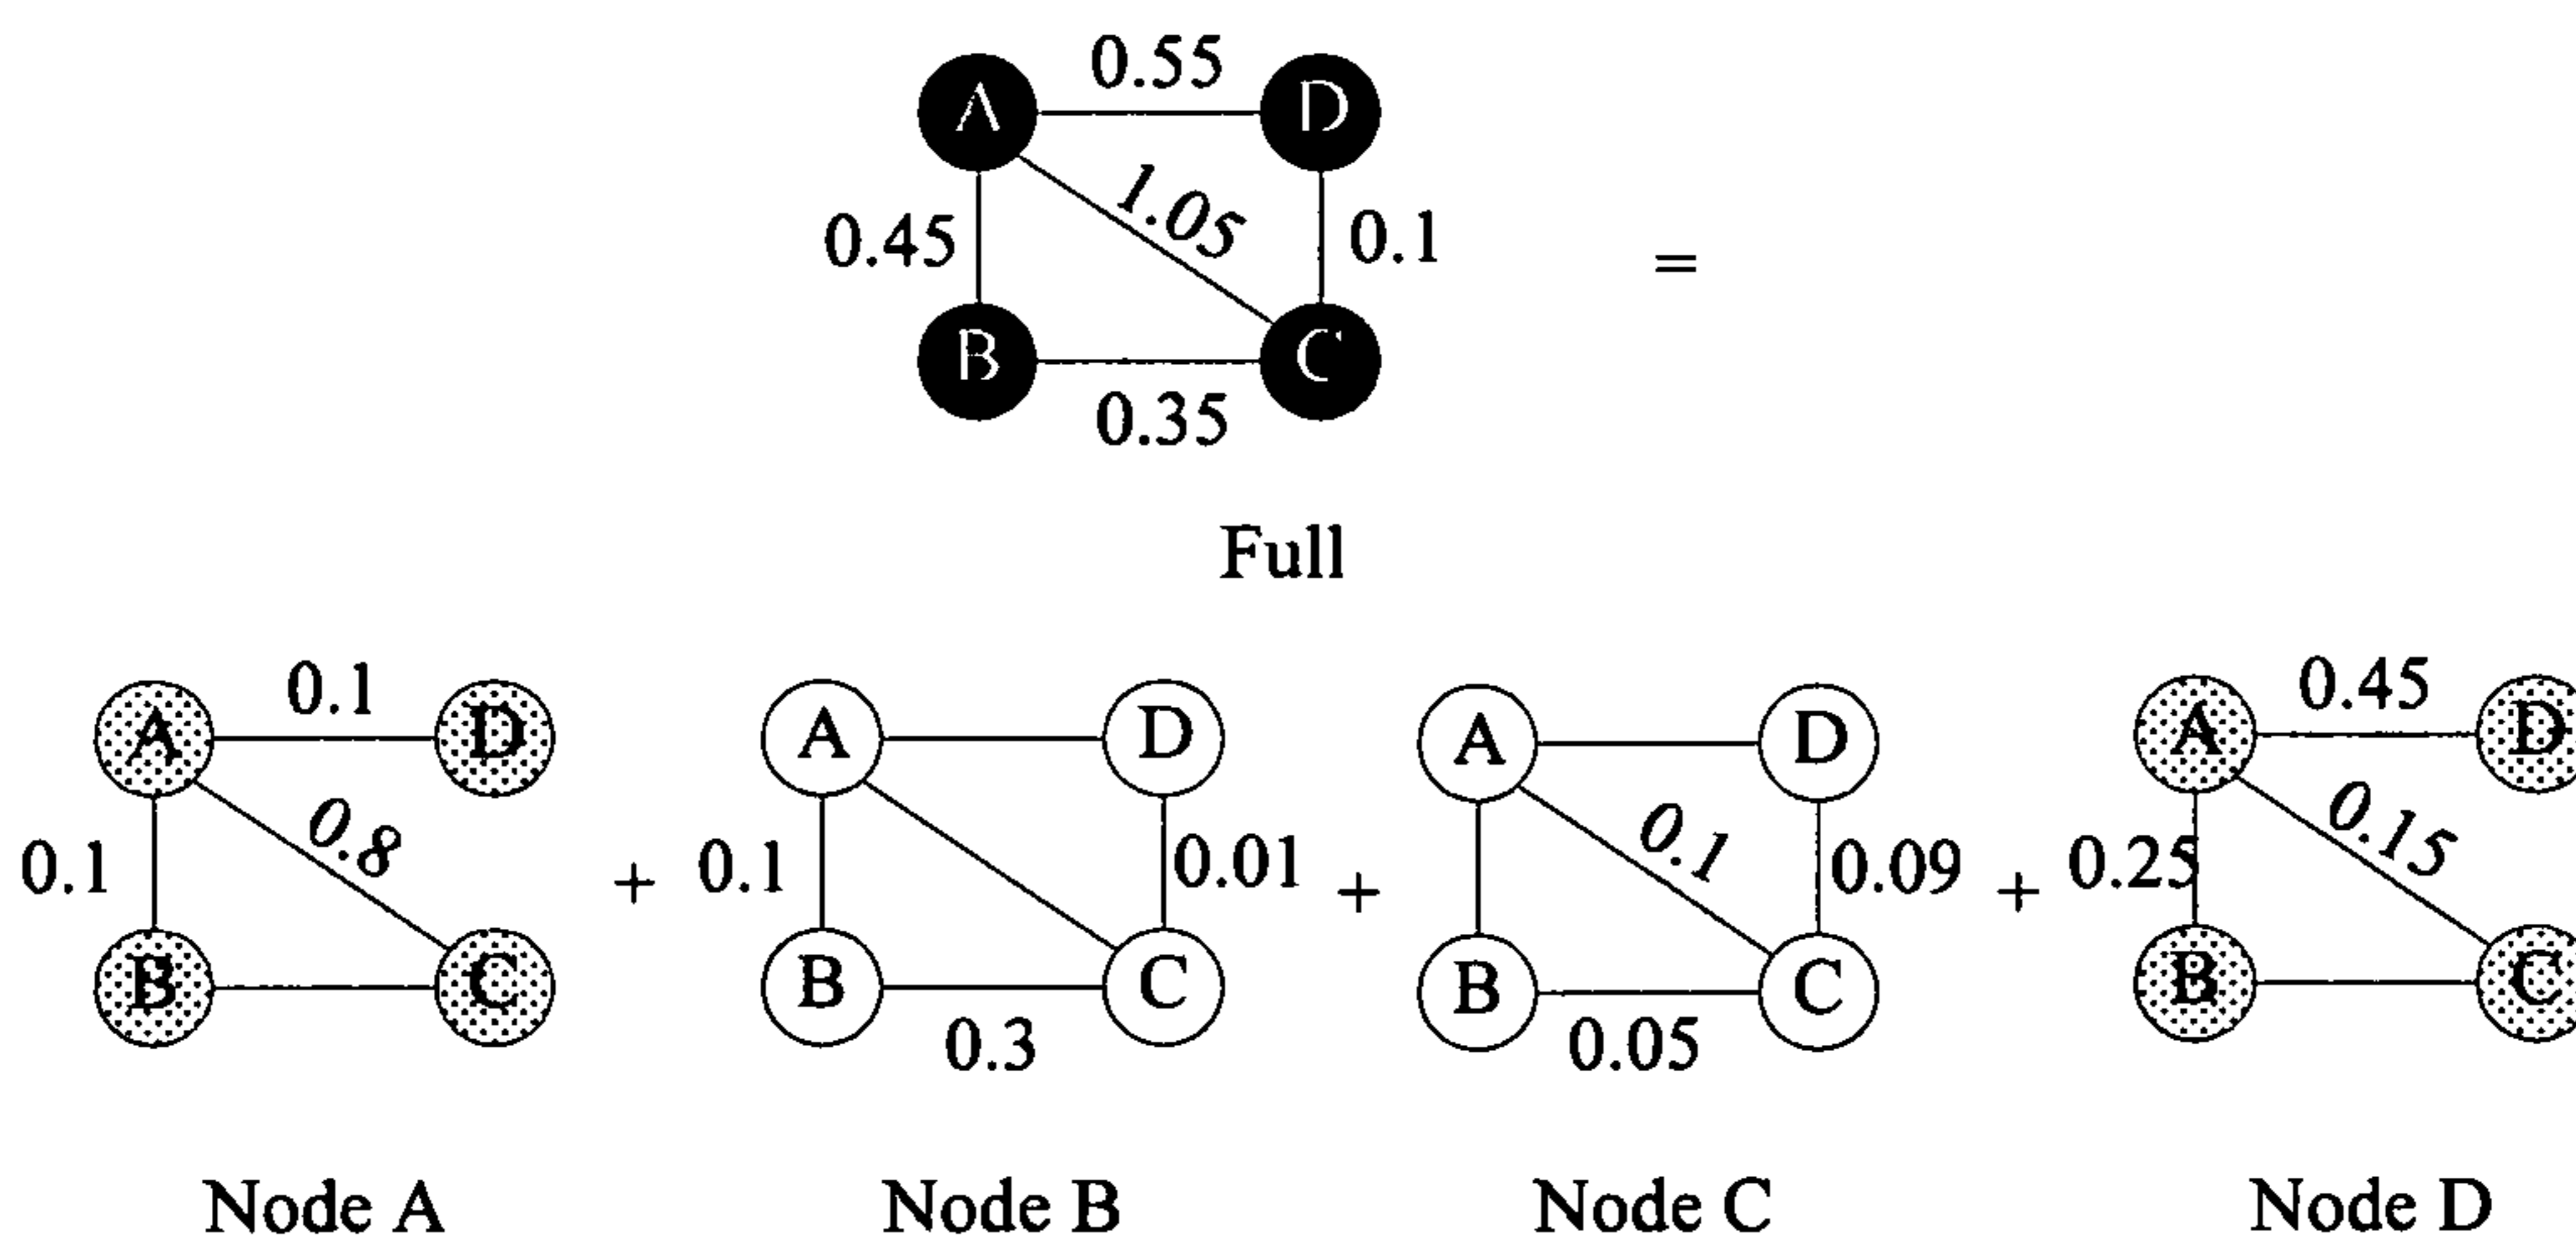 0.55
A D
1.05
0.45 0.1 =
B C
0.35
Full
0.1 0.45
A D A D A D A D
0.8 0.1 0.15
0.1 + 0.1 0.01 + 0.09 + 0.25
B C B C B C B C
0.3 0.05
Node A Node B Node C Node D